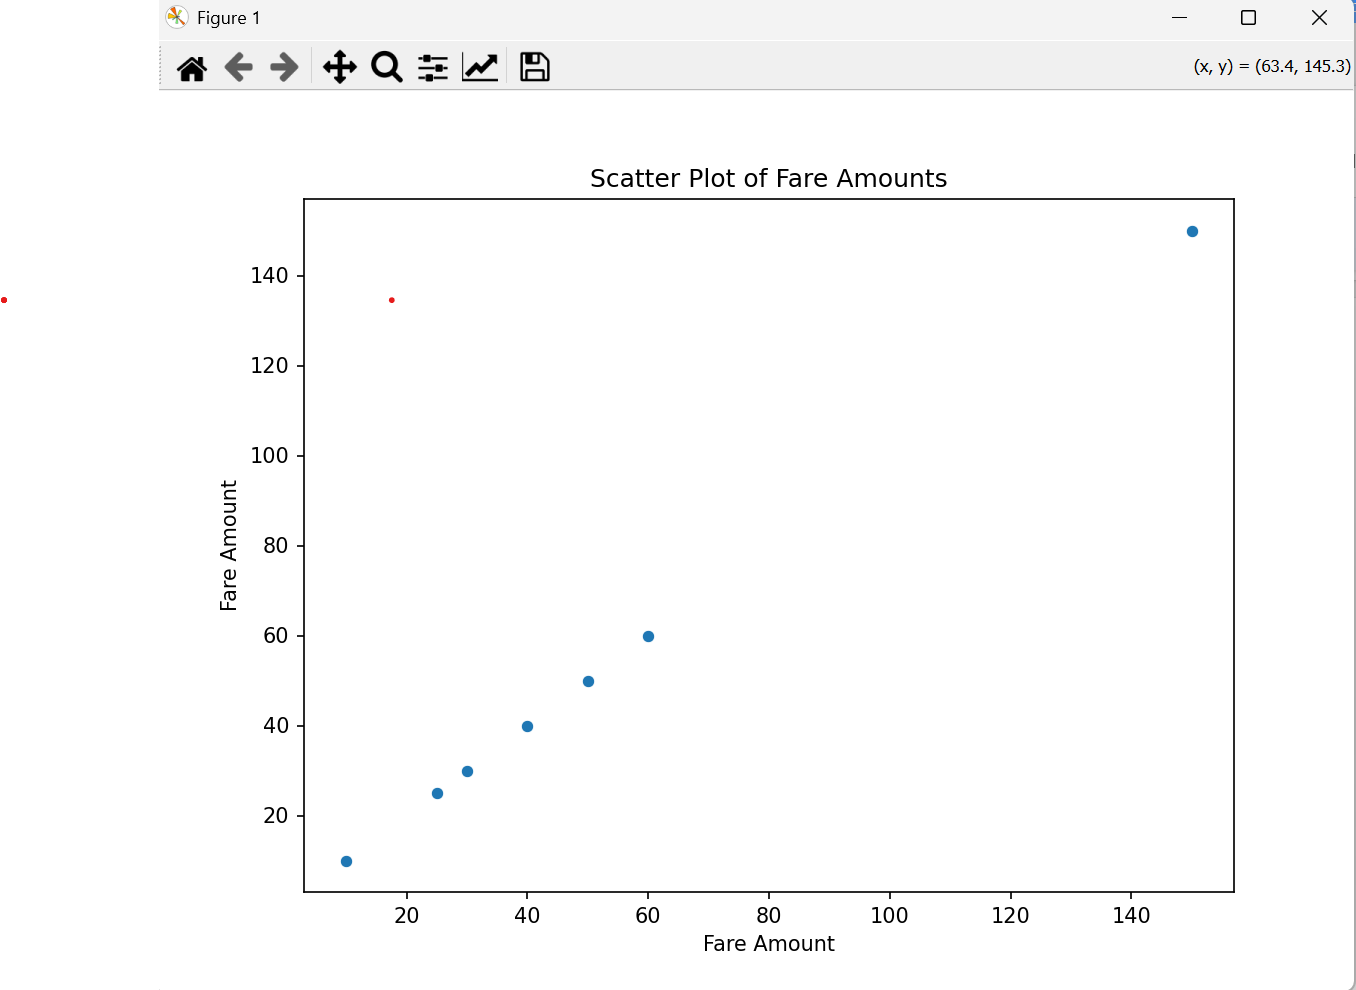 Figure 1
(x, y) = (63.4, 145.3)
Scatter Plot of Fare Amounts
140
120
100
80
60
40
20
Fare Amount
20 40 60 80 100 120 140
Fare Amount